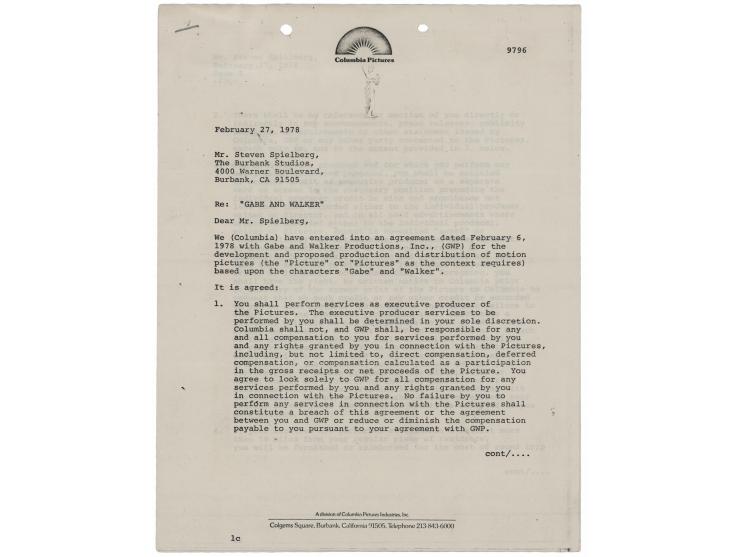 Columbia Pictures
9796
February 27, 1978
Mr. Steven Spielberg,
The Burbank Studios,
4000 Warner Boulevard,
Burbank, CA 91505
Re: "GABE AND WALKER"
Dear Mr. Spielberg,
We (Columbia) have entered into an agreement dated February 6,
1978 with Gabe and Walker Productions, Inc., (GWP) for the
development and proposed production and distribution of motion
pictures (the "Picture" or "Pictures" as the context requires)
based upon the characters "Gabe" and "Walker".
It is agreed:
1. You shall perform services as executive producer of
the Pictures. The executive producer services to be
performed by you shall be determined in your sole discretion.
Columbia shall not, and GWP shall, be responsible for any
and all compensation to you for services performed by you
and any rights granted by you in connection with the Pictures,
including, but not limited to, direct compensation, deferred
compensation, or compensation calculated as a participation
in the gross receipts or net proceeds of the Picture. You
agree to look solely to GWP for all compensation for any
services performed by you and any rights granted by you
in connection with the Pictures. No failure by you to
perform any services in connection with the Pictures shall
constitute a breach of this agreement or the agreement
between you and GWP or reduce or diminish the compensation
payable to you pursuant to your agreement with GWP.
cont/....
cont/....
A division of Columbia Pictures Industries, Inc.
Colgems Square, Burbank, California 91505, Telephone 213-843-6000
lc